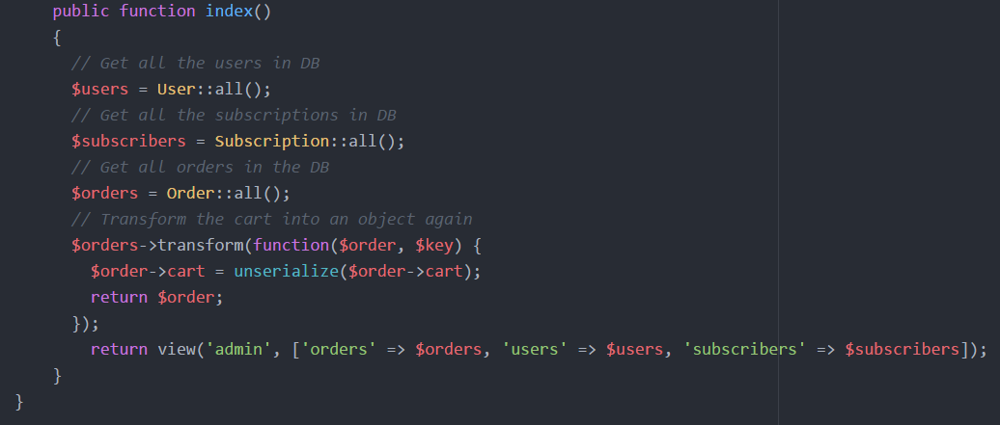 public function index()
{
// Get all the users in DB
$users = User::all();
// Get all the subscriptions in DB
$subscribers = Subscription::all();
// Get all orders in the DB
$orders = Order::all();
// Transform the cart into an object again
$orders->transform(function($order, $key) {
$order->cart = unserialize($order->cart);
return $order;
});
return view('admin', ['orders' => $orders, 'users' => $users, 'subscribers' => $subscribers]);
}
}